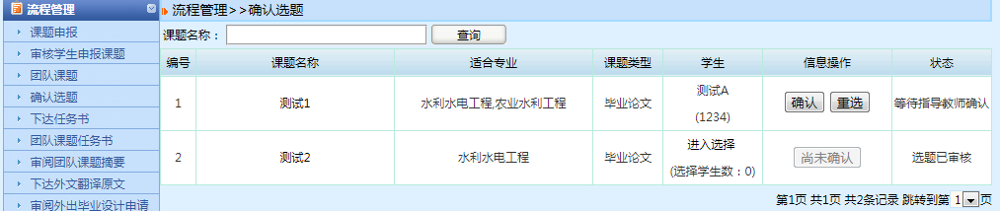 流程管理
课题申报
审核学生申报课题
团队课题
确认选题
下达任务书
团队课题任务书
审阅团队课题摘要
下达外文翻译原文
审阅外出毕业设计申请
流程管理>>确认选题
课题名称： 查询
编号 课题名称 适合专业 课题类型 学生 信息操作 状态
1 测试1 水利水电工程,农业水利工程 毕业论文 测试A (1234) 确认 重选 等待指导教师确认
2 测试2 水利水电工程 毕业论文 进入选择 (选择学生数：0) 尚未确认 选题已审核
第1页 共1页 共2条记录 跳转到第 1 页